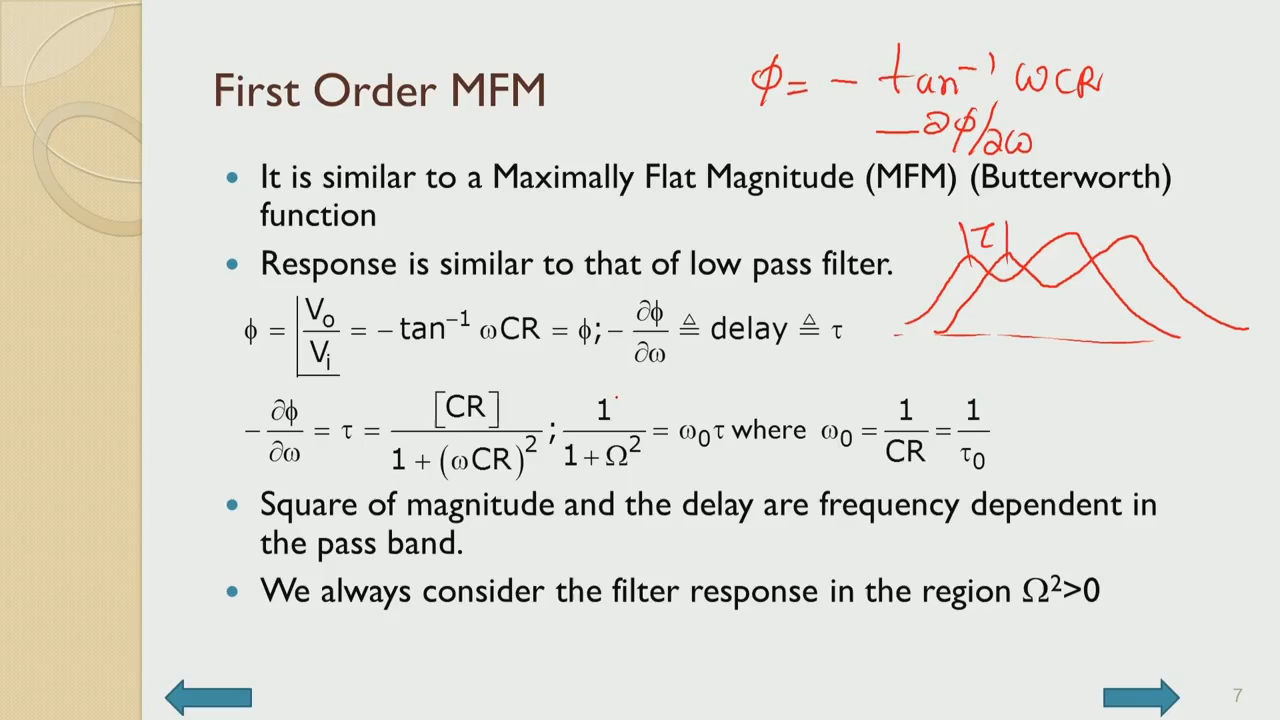 First Order MFM
φ = − tan⁻¹ ωCR
−∂φ/∂ω
• It is similar to a Maximally Flat Magnitude (MFM) (Butterworth)
function
τ
• Response is similar to that of low pass filter.
φ = |Vo/Vi = − tan⁻¹ ωCR = φ; − ∂φ/∂ω ≜ delay ≜ τ
− ∂φ/∂ω = τ = [CR]/(1 + (ωCR)²) ; 1/(1 + Ω²) = ω₀τ where ω₀ = 1/CR = 1/τ₀
• Square of magnitude and the delay are frequency dependent in
the pass band.
• We always consider the filter response in the region Ω²>0
7